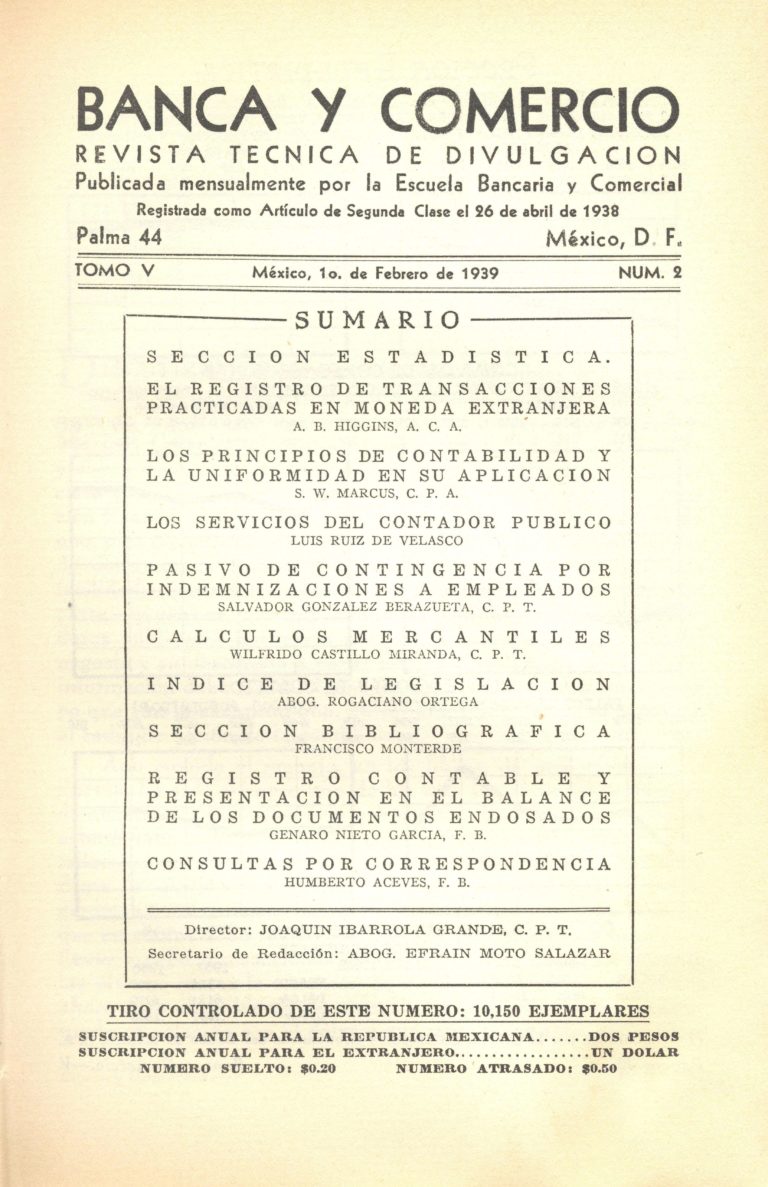 BANCA Y COMERCIO
REVISTA TECNICA DE DIVULGACION
Publicada mensualmente por la Escuela Bancaria y Comercial
Registrada como Artículo de Segunda Clase el 26 de abril de 1938
Palma 44 México, D. F.
TOMO V México, 1o. de Febrero de 1939 NUM. 2
SUMARIO
SECCION ESTADISTICA.
EL REGISTRO DE TRANSACCIONES
PRACTICADAS EN MONEDA EXTRANJERA
A. B. HIGGINS, A. C. A.
LOS PRINCIPIOS DE CONTABILIDAD Y
LA UNIFORMIDAD EN SU APLICACION
S. W. MARCUS, C. P. A.
LOS SERVICIOS DEL CONTADOR PUBLICO
LUIS RUIZ DE VELASCO
PASIVO DE CONTINGENCIA POR
INDEMNIZACIONES A EMPLEADOS
SALVADOR GONZALEZ BERAZUETA, C. P. T.
CALCULOS MERCANTILES
WILFRIDO CASTILLO MIRANDA, C. P. T.
INDICE DE LEGISLACION
ABOG. ROGACIANO ORTEGA
SECCION BIBLIOGRAFICA
FRANCISCO MONTERDE
REGISTRO CONTABLE Y
PRESENTACION EN EL BALANCE
DE LOS DOCUMENTOS ENDOSADOS
GENARO NIETO GARCIA, F. B.
CONSULTAS POR CORRESPONDENCIA
HUMBERTO ACEVES, F. B.
Director: JOAQUIN IBARROLA GRANDE, C. P. T.
Secretario de Redacción: ABOG. EFRAIN MOTO SALAZAR
TIRO CONTROLADO DE ESTE NUMERO: 10,150 EJEMPLARES
SUSCRIPCION ANUAL PARA LA REPUBLICA MEXICANA.......DOS PESOS
SUSCRIPCION ANUAL PARA EL EXTRANJERO..................UN DOLAR
NUMERO SUELTO: $0.20 NUMERO ATRASADO: $0.50